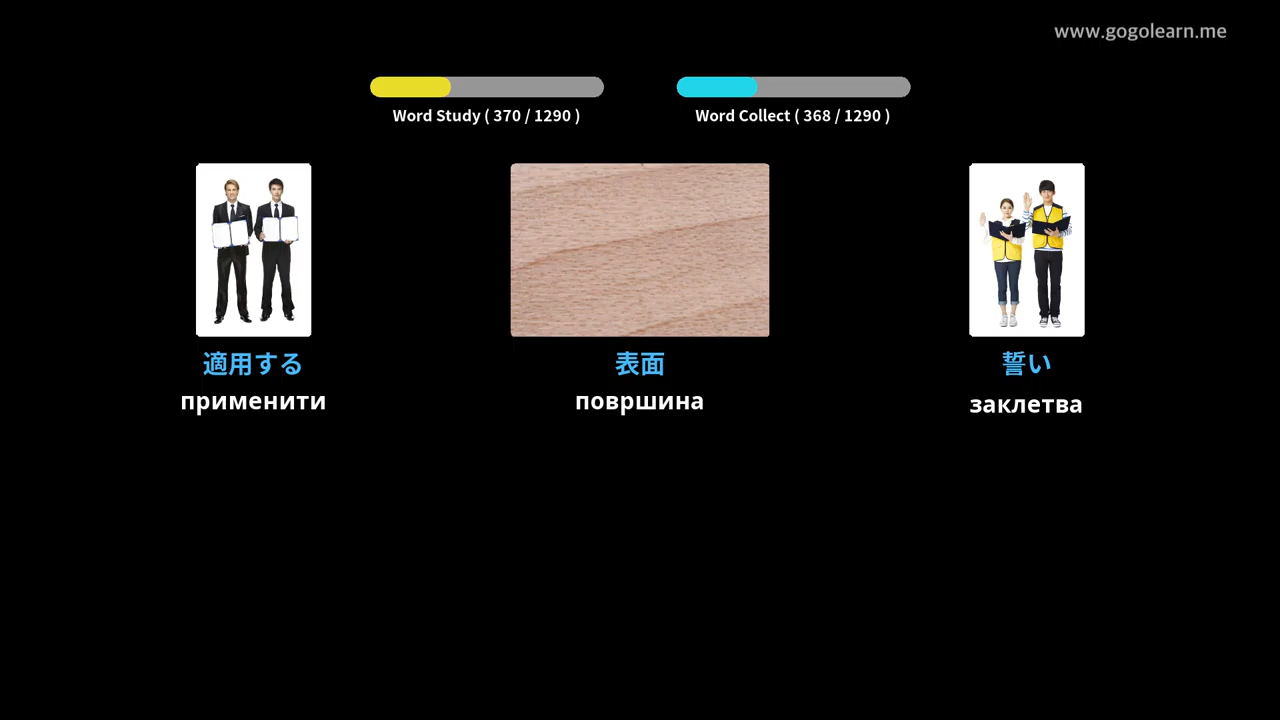 www.gogolearn.me
Word Study ( 370 / 1290 )
Word Collect ( 368 / 1290 )
適用する
применити
表面
површина
誓い
заклетва